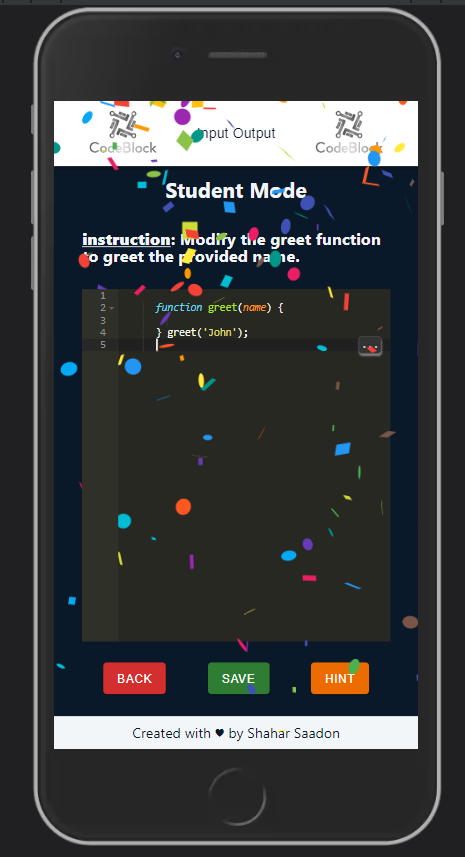 Input Output
CodeBlock
CodeBlock
Student Mode
instruction: Modify the greet function
to greet the provided name.
1
2 function greet(name) {
3
4 } greet('John');
5
BACK
SAVE
HINT
Created with ♥ by Shahar Saadon